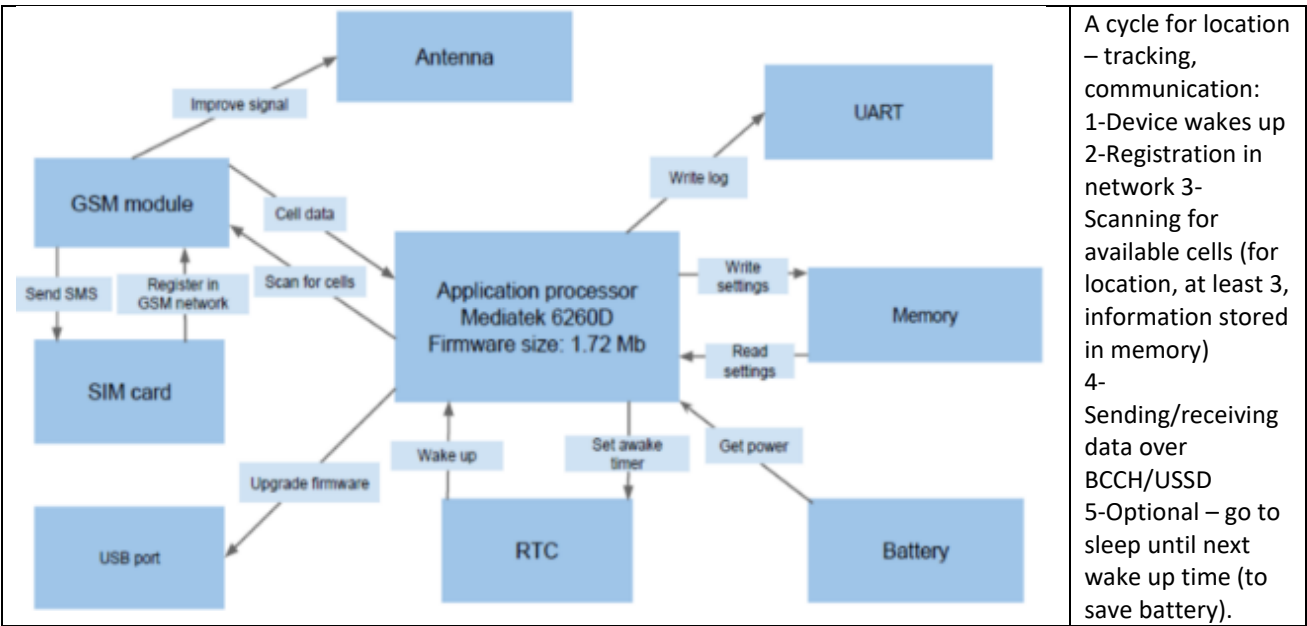 Antenna
Improve signal
UART
Write log
GSM module
Cell data
Send SMS
Register in
GSM network
Scan for cells
Application processor
Mediatek 6260D
Firmware size: 1.72 Mb
Write
settings
Memory
Read
settings
SIM card
Wake up
Set awake
timer
Get power
Upgrade firmware
USB port
RTC
Battery
A cycle for location
– tracking,
communication:
1-Device wakes up
2-Registration in
network 3-
Scanning for
available cells (for
location, at least 3,
information stored
in memory)
4-
Sending/receiving
data over
BCCH/USSD
5-Optional – go to
sleep until next
wake up time (to
save battery).